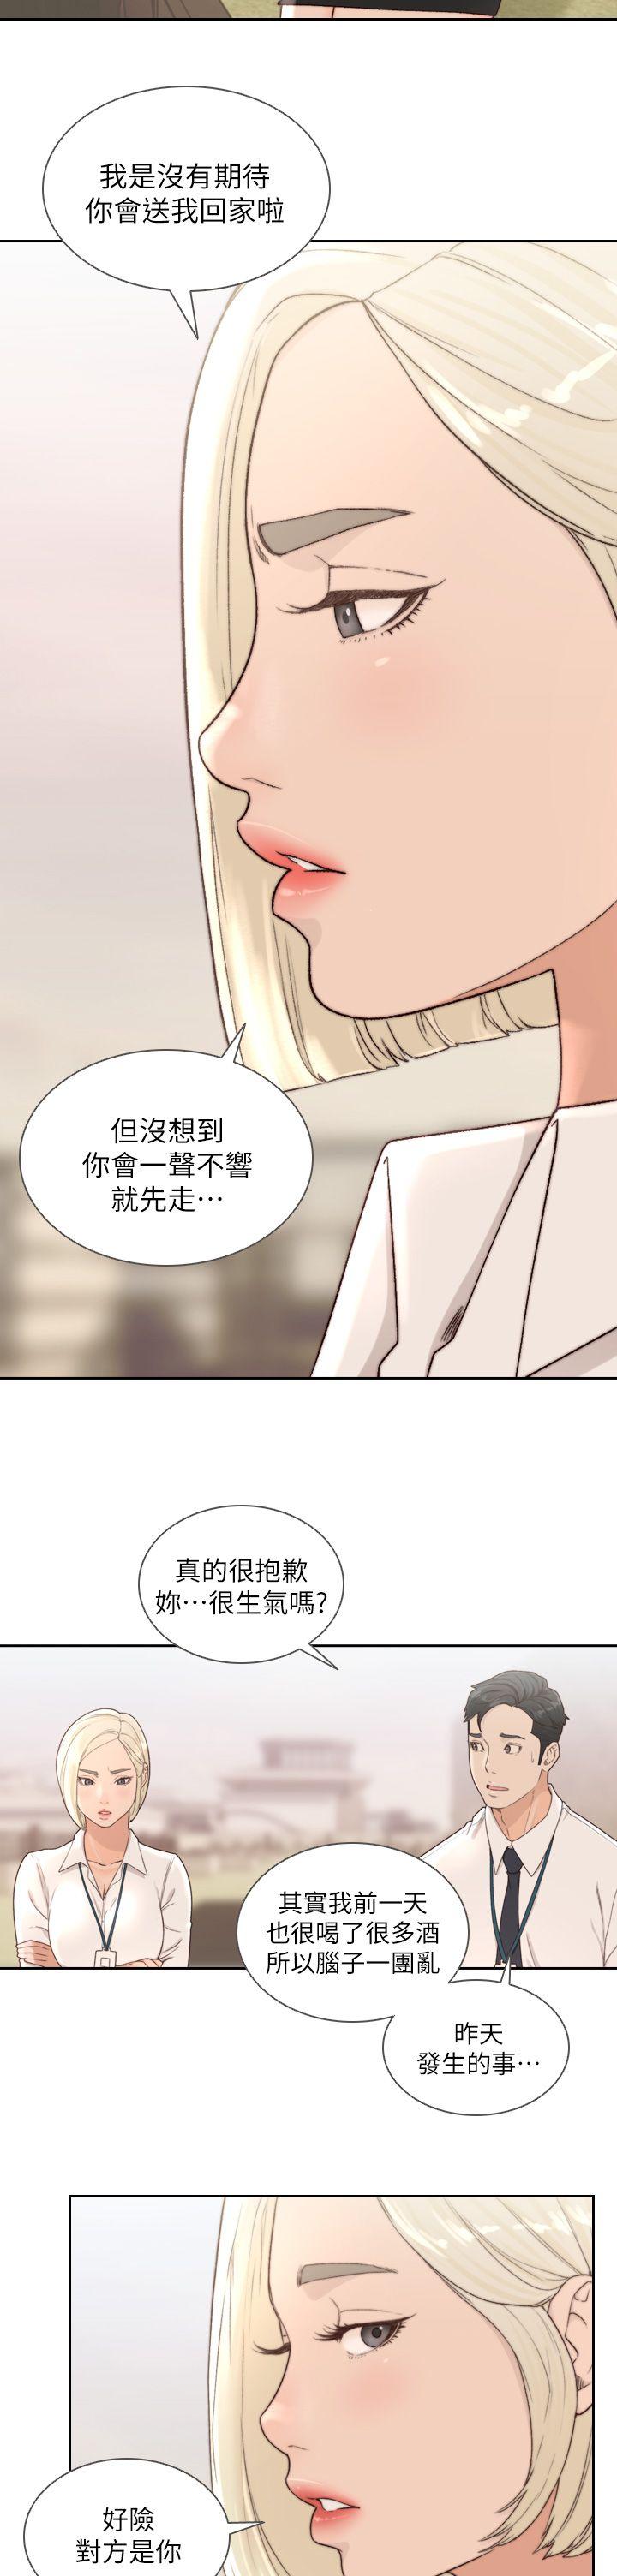 我是沒有期待
你會送我回家啦
但沒想到
你會一聲不響
就先走⋯
真的很抱歉
妳⋯很生氣嗎?
其實我前一天
也很喝了很多酒
所以腦子一團亂
昨天
發生的事⋯
好險
對方是你